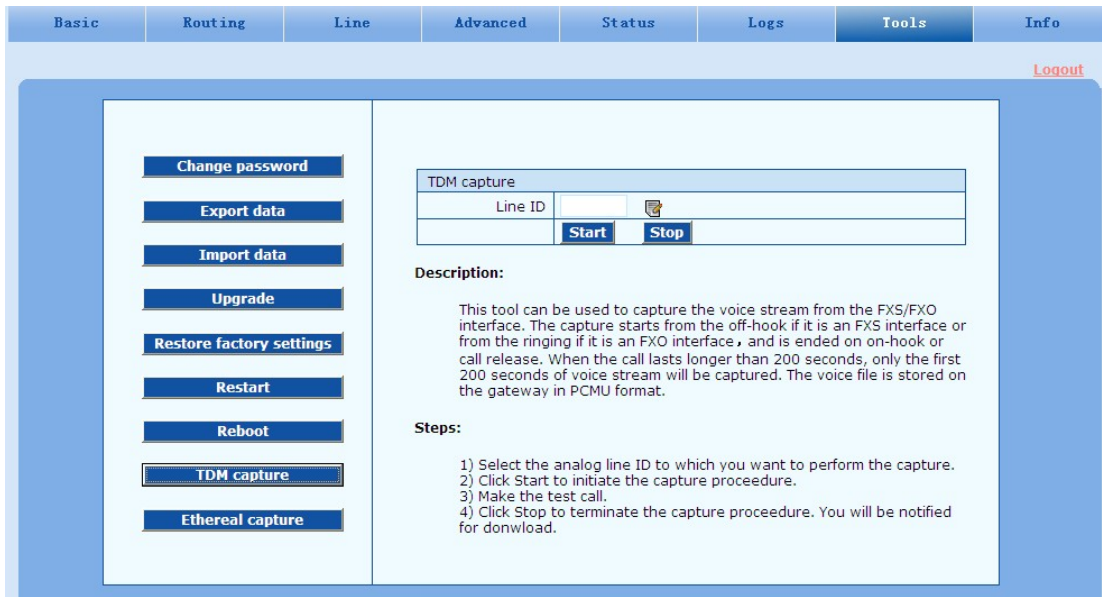 Basic Routing Line Advanced Status Logs Tools Info
Logout
Change password
Export data
Import data
Upgrade
Restore factory settings
Restart
Reboot
TDM capture
Ethereal capture
TDM capture
Line ID
Start Stop
Description:
This tool can be used to capture the voice stream from the FXS/FXO
interface. The capture starts from the off-hook if it is an FXS interface or
from the ringing if it is an FXO interface, and is ended on on-hook or
call release. When the call lasts longer than 200 seconds, only the first
200 seconds of voice stream will be captured. The voice file is stored on
the gateway in PCMU format.
Steps:
1) Select the analog line ID to which you want to perform the capture.
2) Click Start to initiate the capture proceedure.
3) Make the test call.
4) Click Stop to terminate the capture proceedure. You will be notified
for donwload.